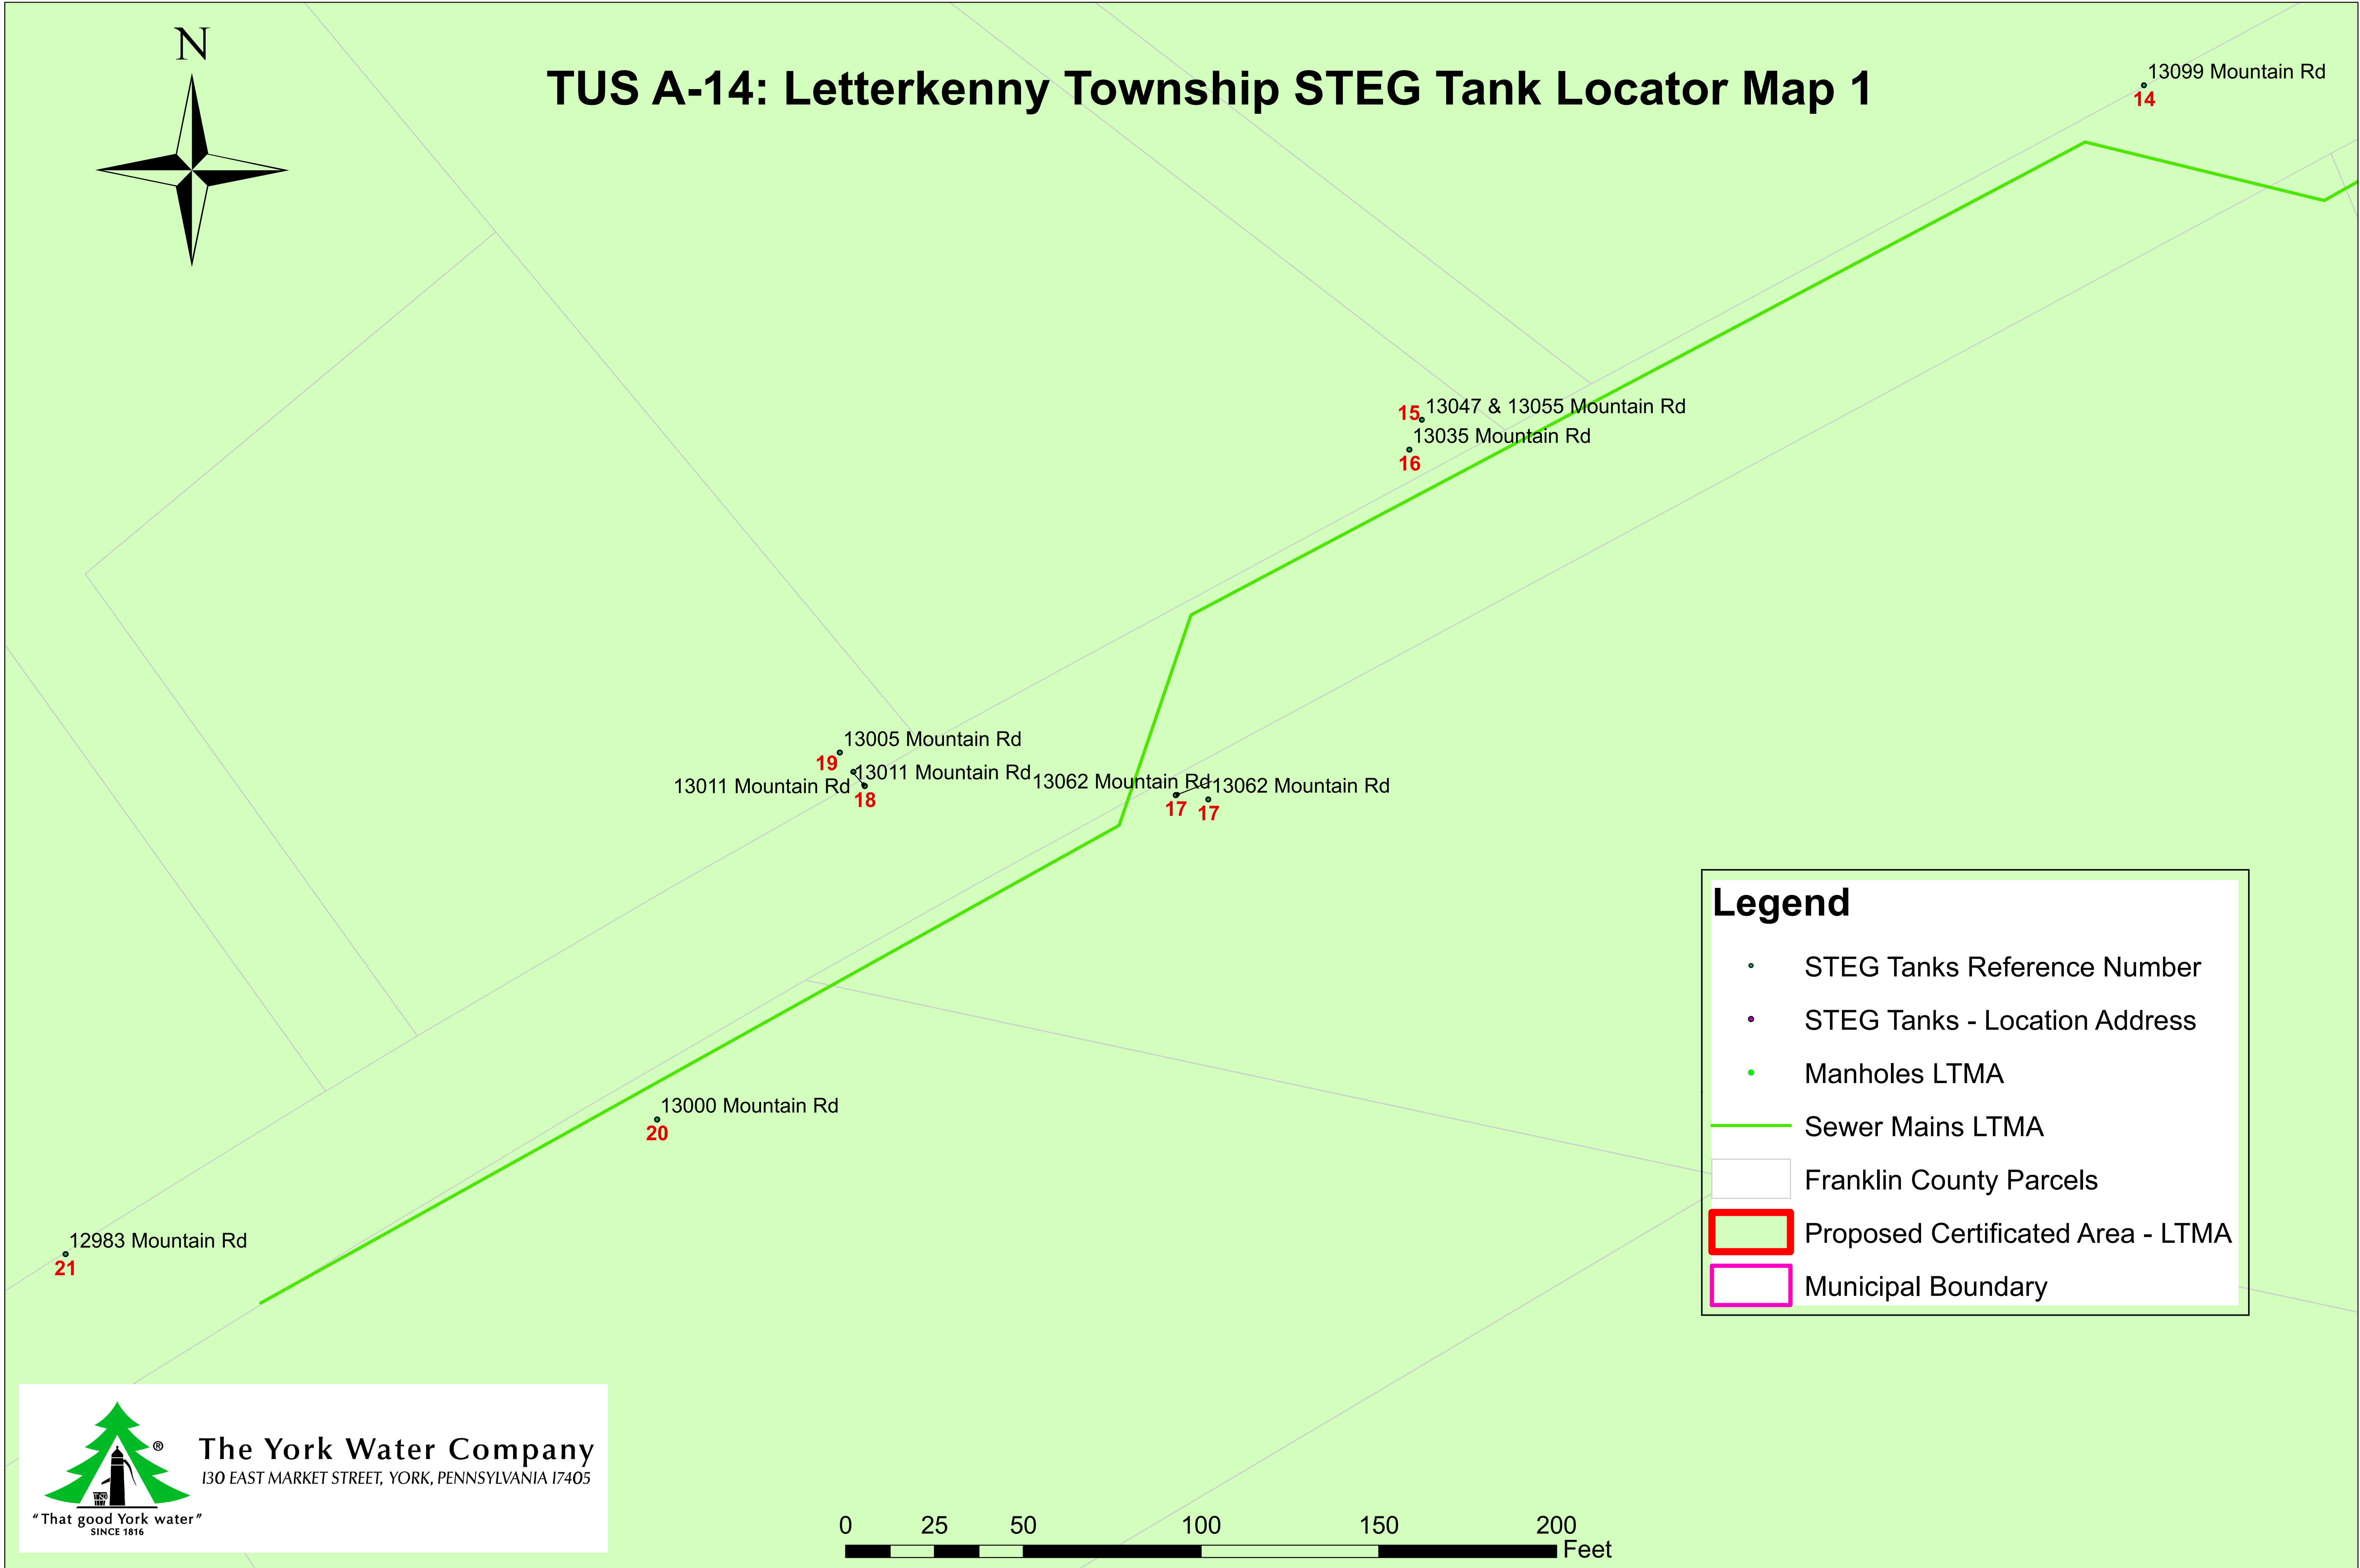 N
TUS A-14: Letterkenny Township STEG Tank Locator Map 1
13099 Mountain Rd
14
15
13047 & 13055 Mountain Rd
13035 Mountain Rd
16
13005 Mountain Rd
19
13011 Mountain Rd
13011 Mountain Rd
18
13062 Mountain Rd
13062 Mountain Rd
17
17
13000 Mountain Rd
20
12983 Mountain Rd
21
Legend
STEG Tanks Reference Number
STEG Tanks - Location Address
Manholes LTMA
Sewer Mains LTMA
Franklin County Parcels
Proposed Certificated Area - LTMA
Municipal Boundary
®
The York Water Company
130 EAST MARKET STREET, YORK, PENNSYLVANIA 17405
"That good York water"
SINCE 1816
0 25 50 100 150 200
Feet